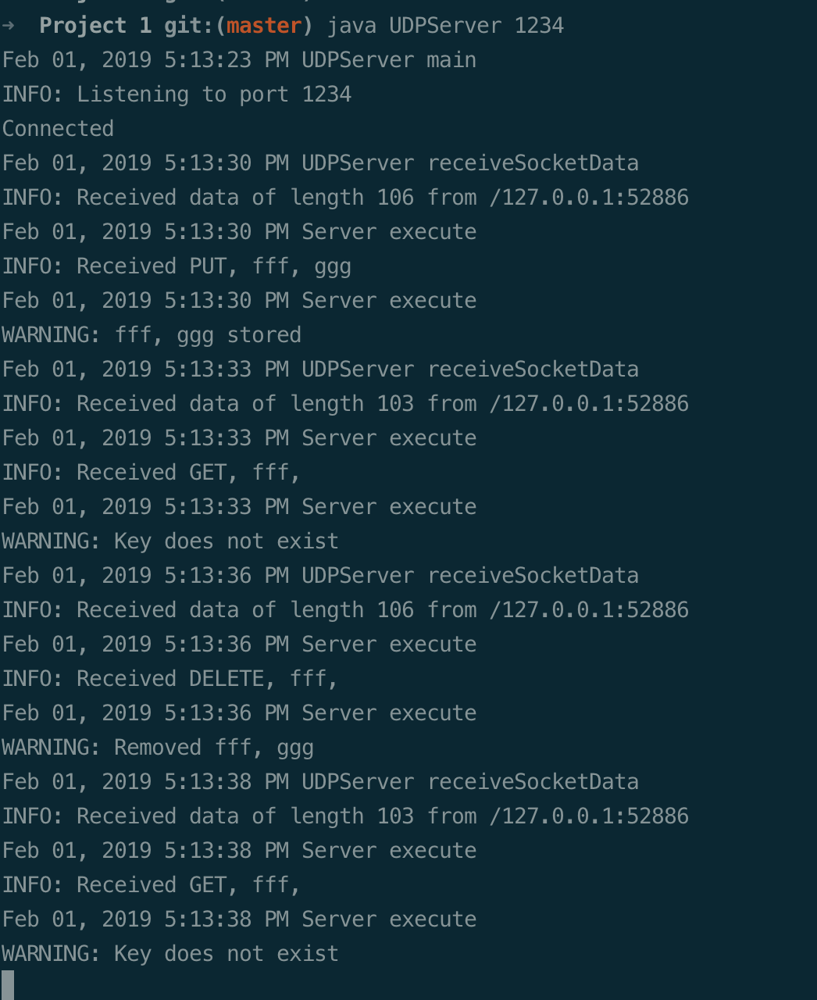 → Project 1 git:(master) java UDPServer 1234
Feb 01, 2019 5:13:23 PM UDPServer main
INFO: Listening to port 1234
Connected
Feb 01, 2019 5:13:30 PM UDPServer receiveSocketData
INFO: Received data of length 106 from /127.0.0.1:52886
Feb 01, 2019 5:13:30 PM Server execute
INFO: Received PUT, fff, ggg
Feb 01, 2019 5:13:30 PM Server execute
WARNING: fff, ggg stored
Feb 01, 2019 5:13:33 PM UDPServer receiveSocketData
INFO: Received data of length 103 from /127.0.0.1:52886
Feb 01, 2019 5:13:33 PM Server execute
INFO: Received GET, fff,
Feb 01, 2019 5:13:33 PM Server execute
WARNING: Key does not exist
Feb 01, 2019 5:13:36 PM UDPServer receiveSocketData
INFO: Received data of length 106 from /127.0.0.1:52886
Feb 01, 2019 5:13:36 PM Server execute
INFO: Received DELETE, fff,
Feb 01, 2019 5:13:36 PM Server execute
WARNING: Removed fff, ggg
Feb 01, 2019 5:13:38 PM UDPServer receiveSocketData
INFO: Received data of length 103 from /127.0.0.1:52886
Feb 01, 2019 5:13:38 PM Server execute
INFO: Received GET, fff,
Feb 01, 2019 5:13:38 PM Server execute
WARNING: Key does not exist